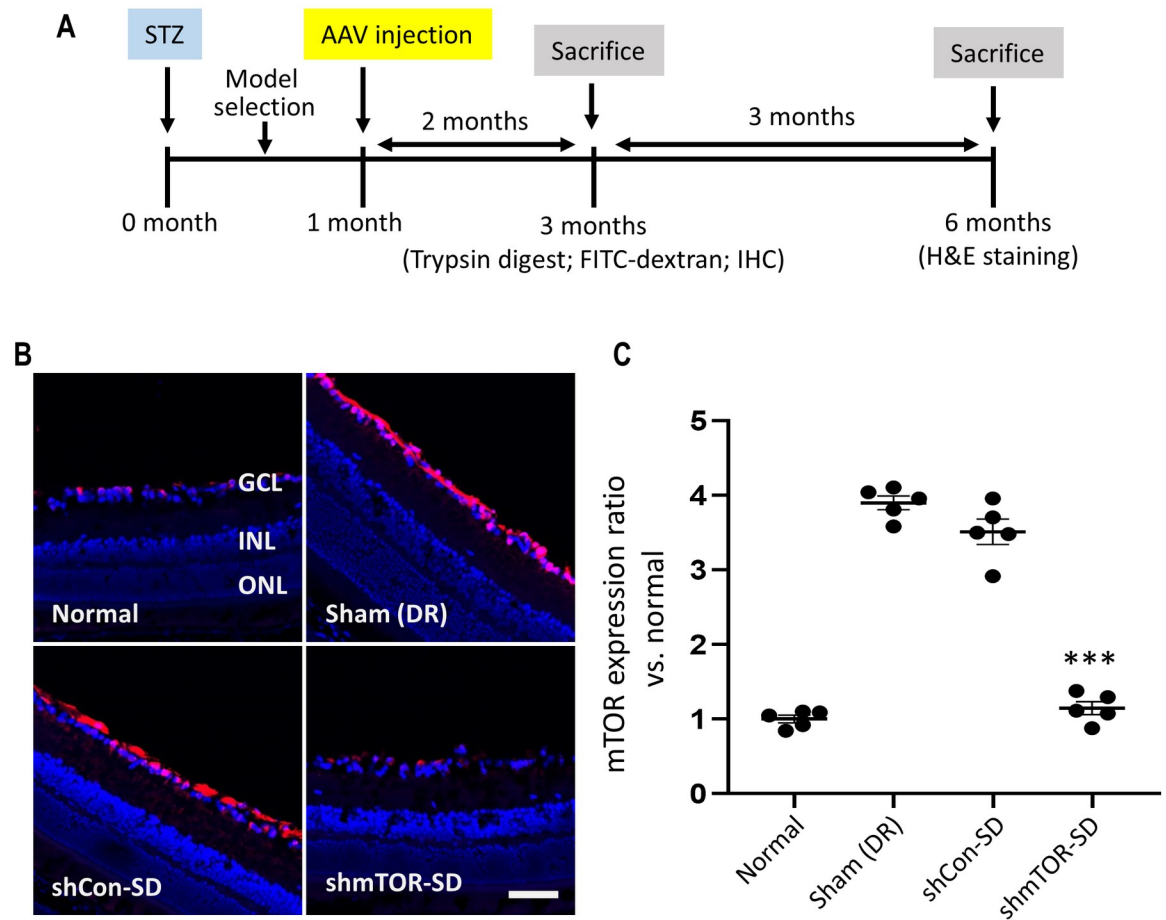 A
STZ
AAV injection
Sacrifice
Sacrifice
Model
selection
2 months
3 months
0 month
1 month
3 months
6 months
(Trypsin digest; FITC-dextran; IHC)
(H&E staining)
B
GCL
INL
ONL
Normal
Sham (DR)
shCon-SD
shmTOR-SD
C
mTOR expression ratio
vs. normal
5
4
3
2
1
0
***
Normal
Sham (DR)
shCon-SD
shmTOR-SD